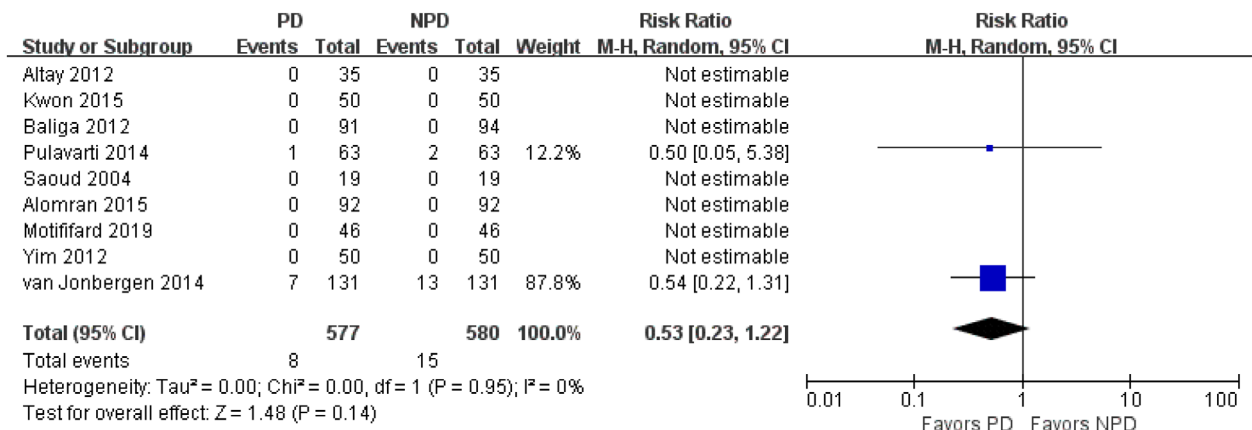 PD NPD Risk Ratio Risk Ratio
Study or Subgroup Events Total Events Total Weight M-H, Random, 95% CI M-H, Random, 95% CI
Altay 2012 0 35 0 35 Not estimable
Kwon 2015 0 50 0 50 Not estimable
Baliga 2012 0 91 0 94 Not estimable
Pulavarti 2014 1 63 2 63 12.2% 0.50 [0.05, 5.38]
Saoud 2004 0 19 0 19 Not estimable
Alomran 2015 0 92 0 92 Not estimable
Motififard 2019 0 46 0 46 Not estimable
Yim 2012 0 50 0 50 Not estimable
van Jonbergen 2014 7 131 13 131 87.8% 0.54 [0.22, 1.31]
Total (95% CI) 577 580 100.0% 0.53 [0.23, 1.22]
Total events 8 15
Heterogeneity: Tau² = 0.00; Chi² = 0.00, df = 1 (P = 0.95); I² = 0%
Test for overall effect: Z = 1.48 (P = 0.14)
0.01 0.1 1 10 100
Favors PD Favors NPD